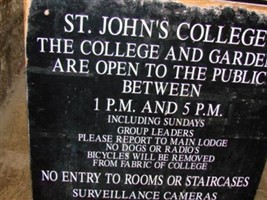 ST. JOHN'S COLLEGE
THE COLLEGE AND GARDE
ARE OPEN TO THE PUBLIC
BETWEEN
1 P.M. AND 5 P.M.
INCLUDING SUNDAYS
GROUP LEADERS
PLEASE REPORT TO MAIN LODGE
NO DOGS OR RADIO'S
BICYCLES WILL BE REMOVED
FROM FABRIC OF COLLEGE
NO ENTRY TO ROOMS OR STAIRCASES
SURVEILLANCE CAMERAS